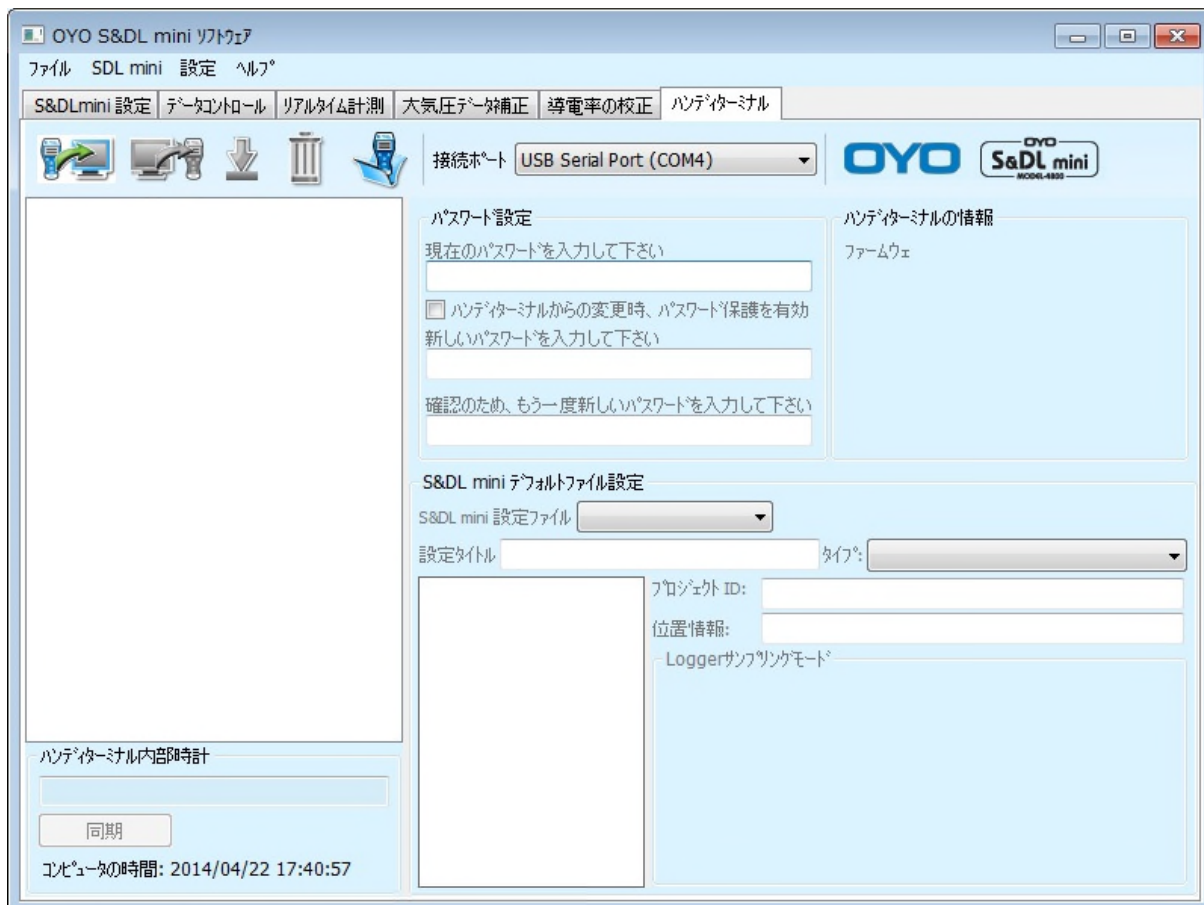 OYO S&DL mini ソフトウェア
ファイル SDL mini 設定 ヘルプ
S&DLmini 設定 データコントロール リアルタイム計測 大気圧データ補正 導電率の校正 ハンディターミナル
接続ポート USB Serial Port (COM4)
OYO
OYO
S&DL mini
MODEL-4800
パスワード設定
現在のパスワードを入力して下さい
ハンディターミナルからの変更時、パスワード保護を有効
新しいパスワードを入力して下さい
確認のため、もう一度新しいパスワードを入力して下さい
ハンディターミナルの情報
ファームウェ
S&DL mini デフォルトファイル設定
S&DL mini 設定ファイル
設定タイトル タイプ:
プロジェクト ID:
位置情報:
Loggerサンプリングモード
ハンディターミナル内部時計
同期
コンピュータの時間: 2014/04/22 17:40:57